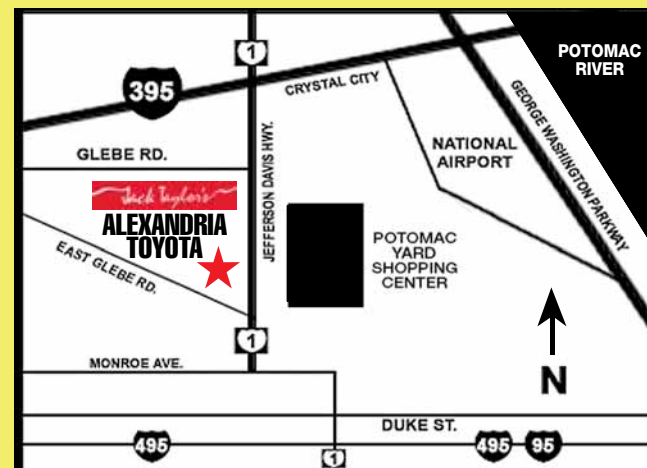 1
POTOMAC
RIVER
395
CRYSTAL CITY
GEORGE WASHINGTON PARKWAY
NATIONAL
AIRPORT
GLEBE RD.
JEFFERSON DAVIS HWY.
Jack Taylor's
ALEXANDRIA
TOYOTA
EAST GLEBE RD.
POTOMAC
YARD
SHOPPING
CENTER
1
MONROE AVE.
N
DUKE ST.
495
1
495
95